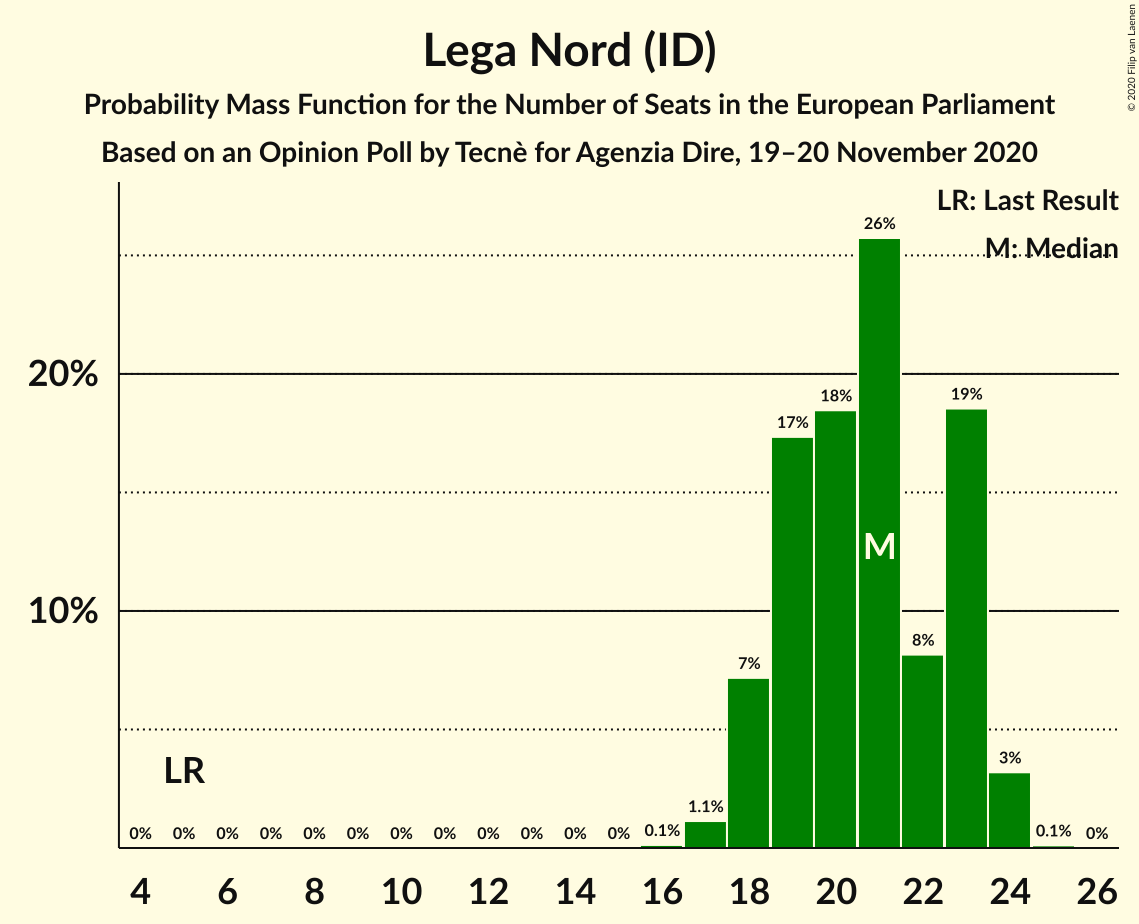 Lega Nord (ID)
Probability Mass Function for the Number of Seats in the European Parliament
Based on an Opinion Poll by Tecnè for Agenzia Dire, 19–20 November 2020
© 2020 Filip van Laenen
LR: Last Result
M: Median
20%
10%
LR
M
0% 0% 0% 0% 0% 0% 0% 0% 0% 0% 0% 0% 0.1% 1.1% 7% 17% 18% 26% 8% 19% 3% 0.1% 0%
4 6 8 10 12 14 16 18 20 22 24 26